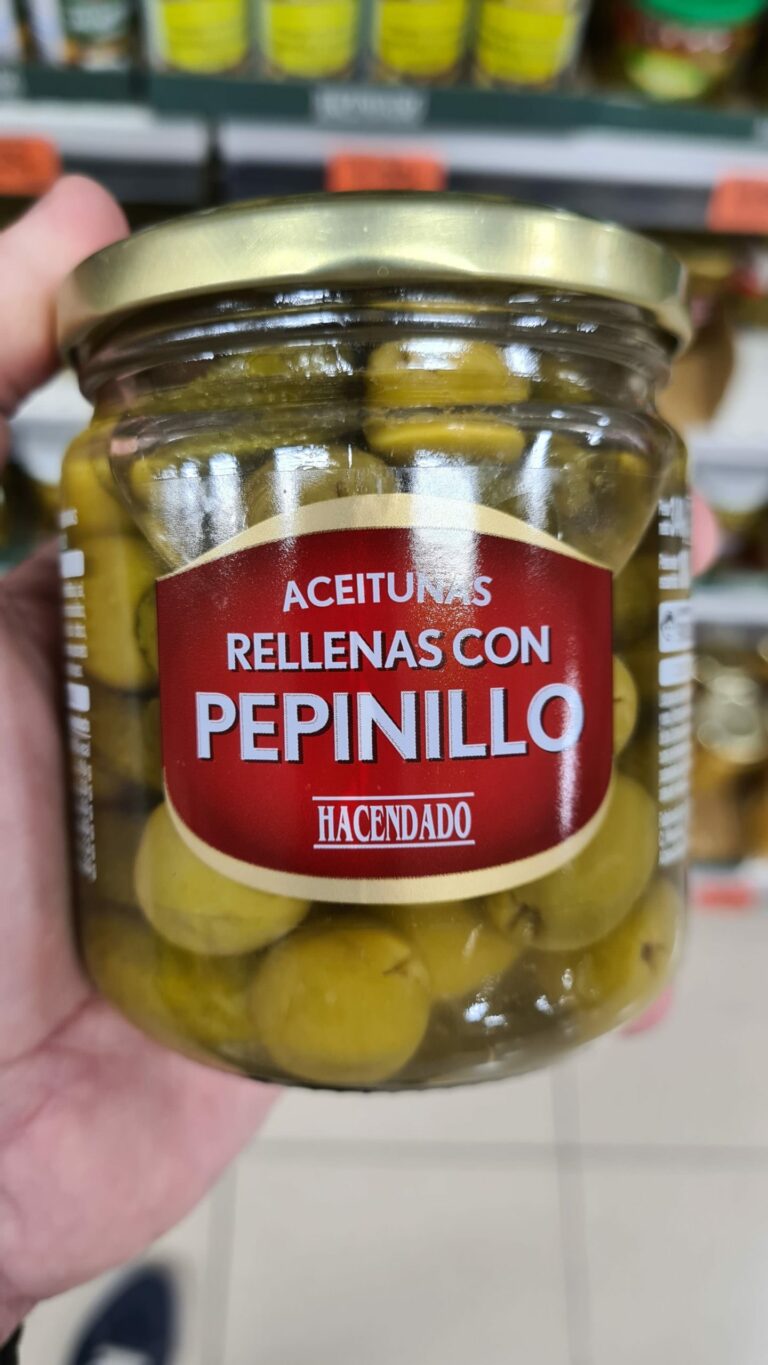 ACEITUNAS
RELLENAS CON
PEPINILLO
HACENDADO